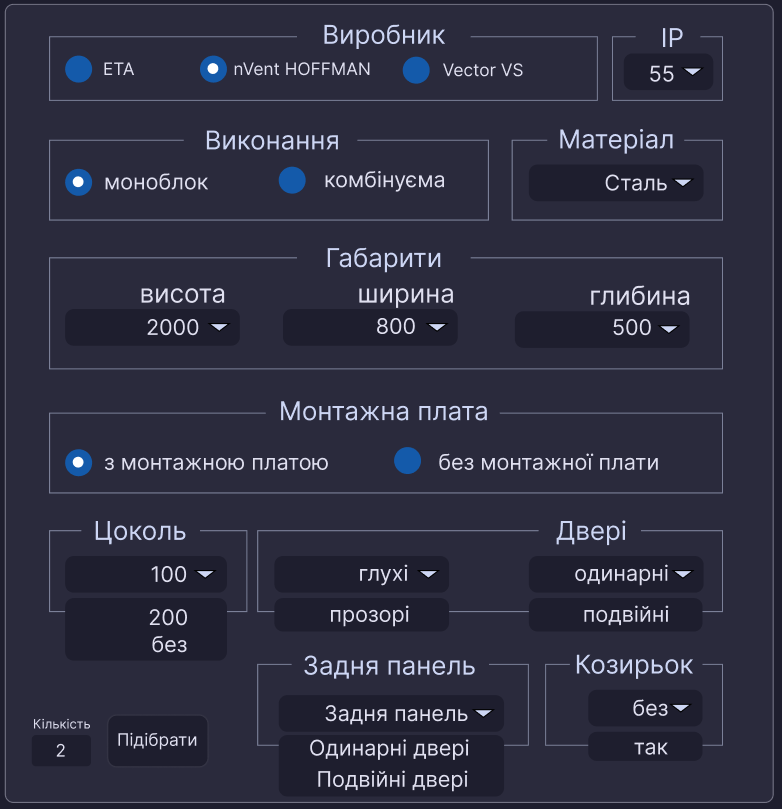 Виробник
IP
ETA
nVent HOFFMAN
Vector VS
55
Виконання
Матеріал
моноблок
комбінуєма
Сталь
Габарити
висота
ширина
глибина
2000
800
500
Монтажна плата
з монтажною платою
без монтажної плати
Цоколь
Двері
100
глухі
одинарні
200
прозорі
подвійні
без
Задня панель
Козирьок
Задня панель
без
Кількість
2
Підібрати
Одинарні двері
так
Подвійні двері